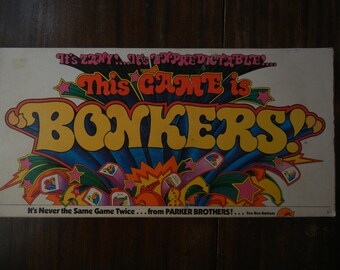 It's ZANY!...It's UNPREDICTABLE!...
This GAME is
"BONKERS!"
It's Never the Same Game Twice ... from PARKER BROTHERS! ...